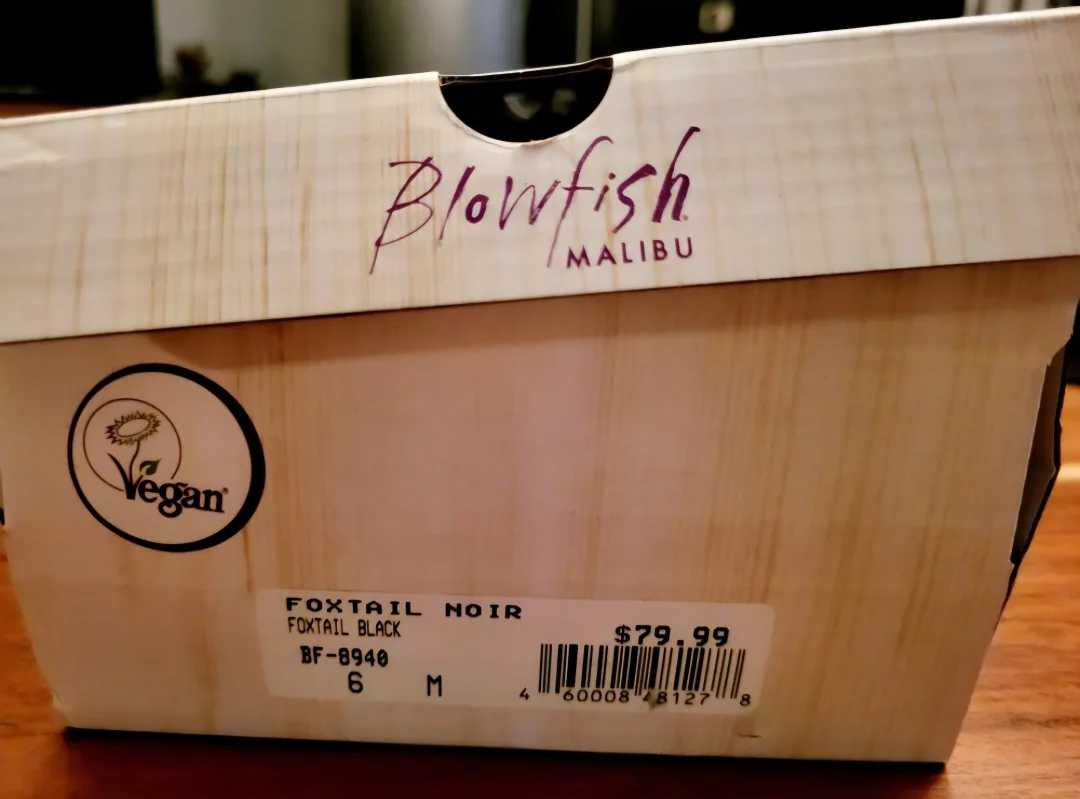 Blowfish
MALIBU
Vegan
FOXTAIL NOIR
FOXTAIL BLACK
$79.99
BF-8940
6 M
4 60008 48127 8